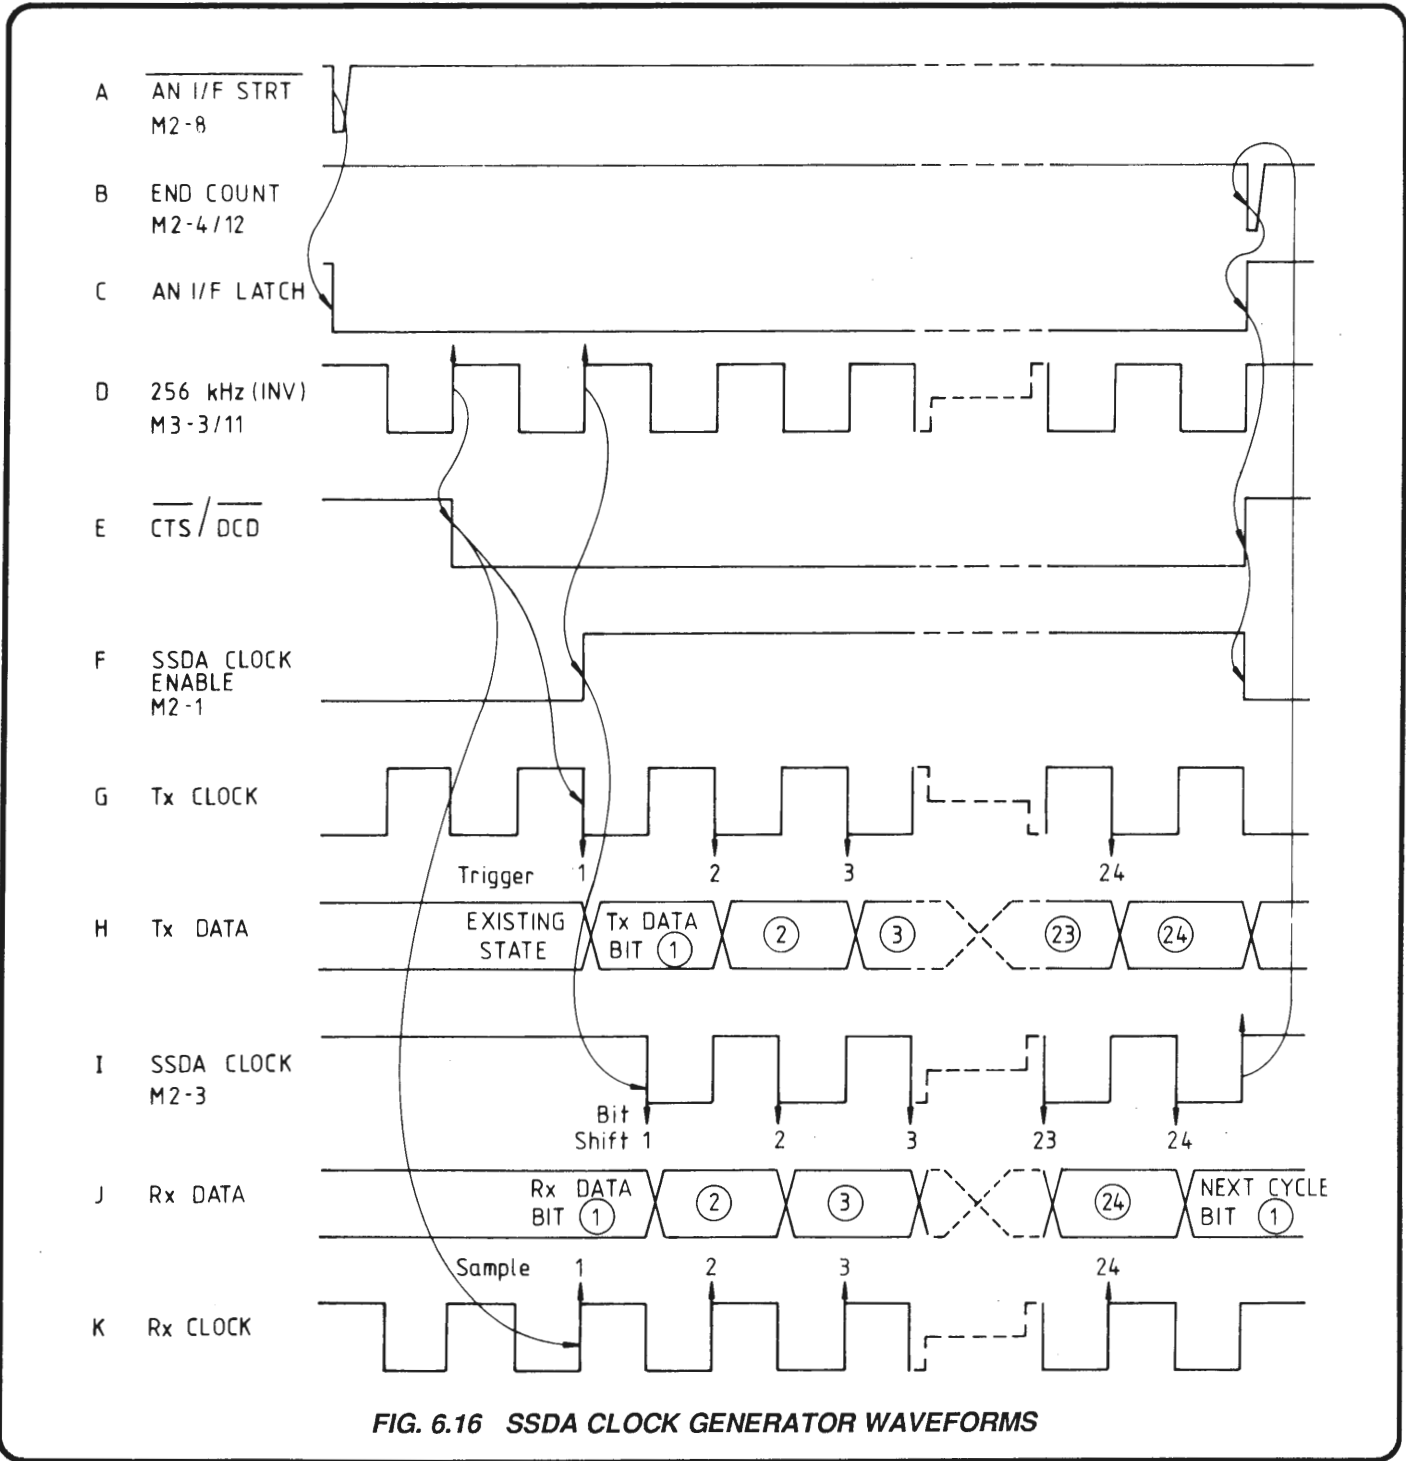 A AN I/F STRT
M2-8
B END COUNT
M2-4/12
C AN I/F LATCH
D 256 kHz (INV)
M3-3/11
E CTS / DCD
F SSDA CLOCK
ENABLE
M2-1
G Tx CLOCK
Trigger 1 2 3 24
H Tx DATA
EXISTING
STATE
Tx DATA
BIT 1
2 3 23 24
I SSDA CLOCK
M2-3
Bit
Shift 1 2 3 23 24
J Rx DATA
Rx DATA
BIT 1
2 3 24
NEXT CYCLE
BIT 1
Sample 1 2 3 24
K Rx CLOCK
FIG. 6.16 SSDA CLOCK GENERATOR WAVEFORMS